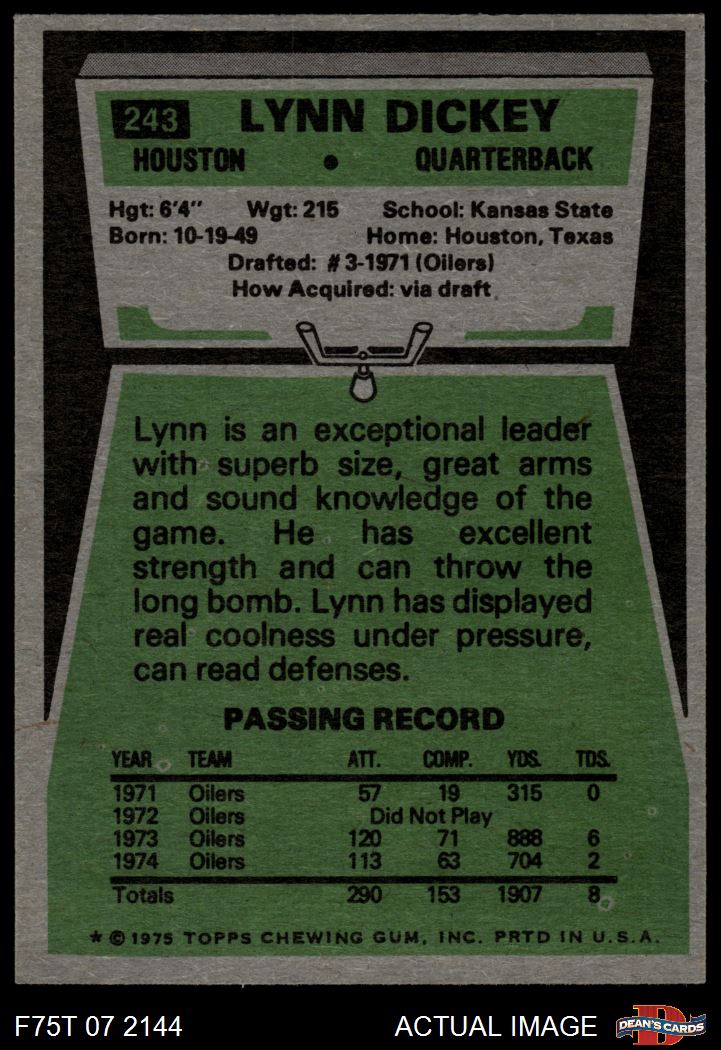 243 LYNN DICKEY
HOUSTON • QUARTERBACK
Hgt: 6'4" Wgt: 215 School: Kansas State
Born: 10-19-49 Home: Houston, Texas
Drafted: #3-1971 (Oilers)
How Acquired: via draft
Lynn is an exceptional leader
with superb size, great arms
and sound knowledge of the
game. He has excellent
strength and can throw the
long bomb. Lynn has displayed
real coolness under pressure,
can read defenses.
PASSING RECORD
YEAR TEAM ATT. COMP. YDS. TDS.
1971 Oilers 57 19 315 0
1972 Did Not Play
1973 Oilers 120 71 888 6
1974 Oilers 113 63 704 2
Totals 290 153 1907 8
* © 1975 TOPPS CHEWING GUM, INC. PRTD IN U.S.A.
F75T 07 2144 ACTUAL IMAGE D DEAN'S CARDS